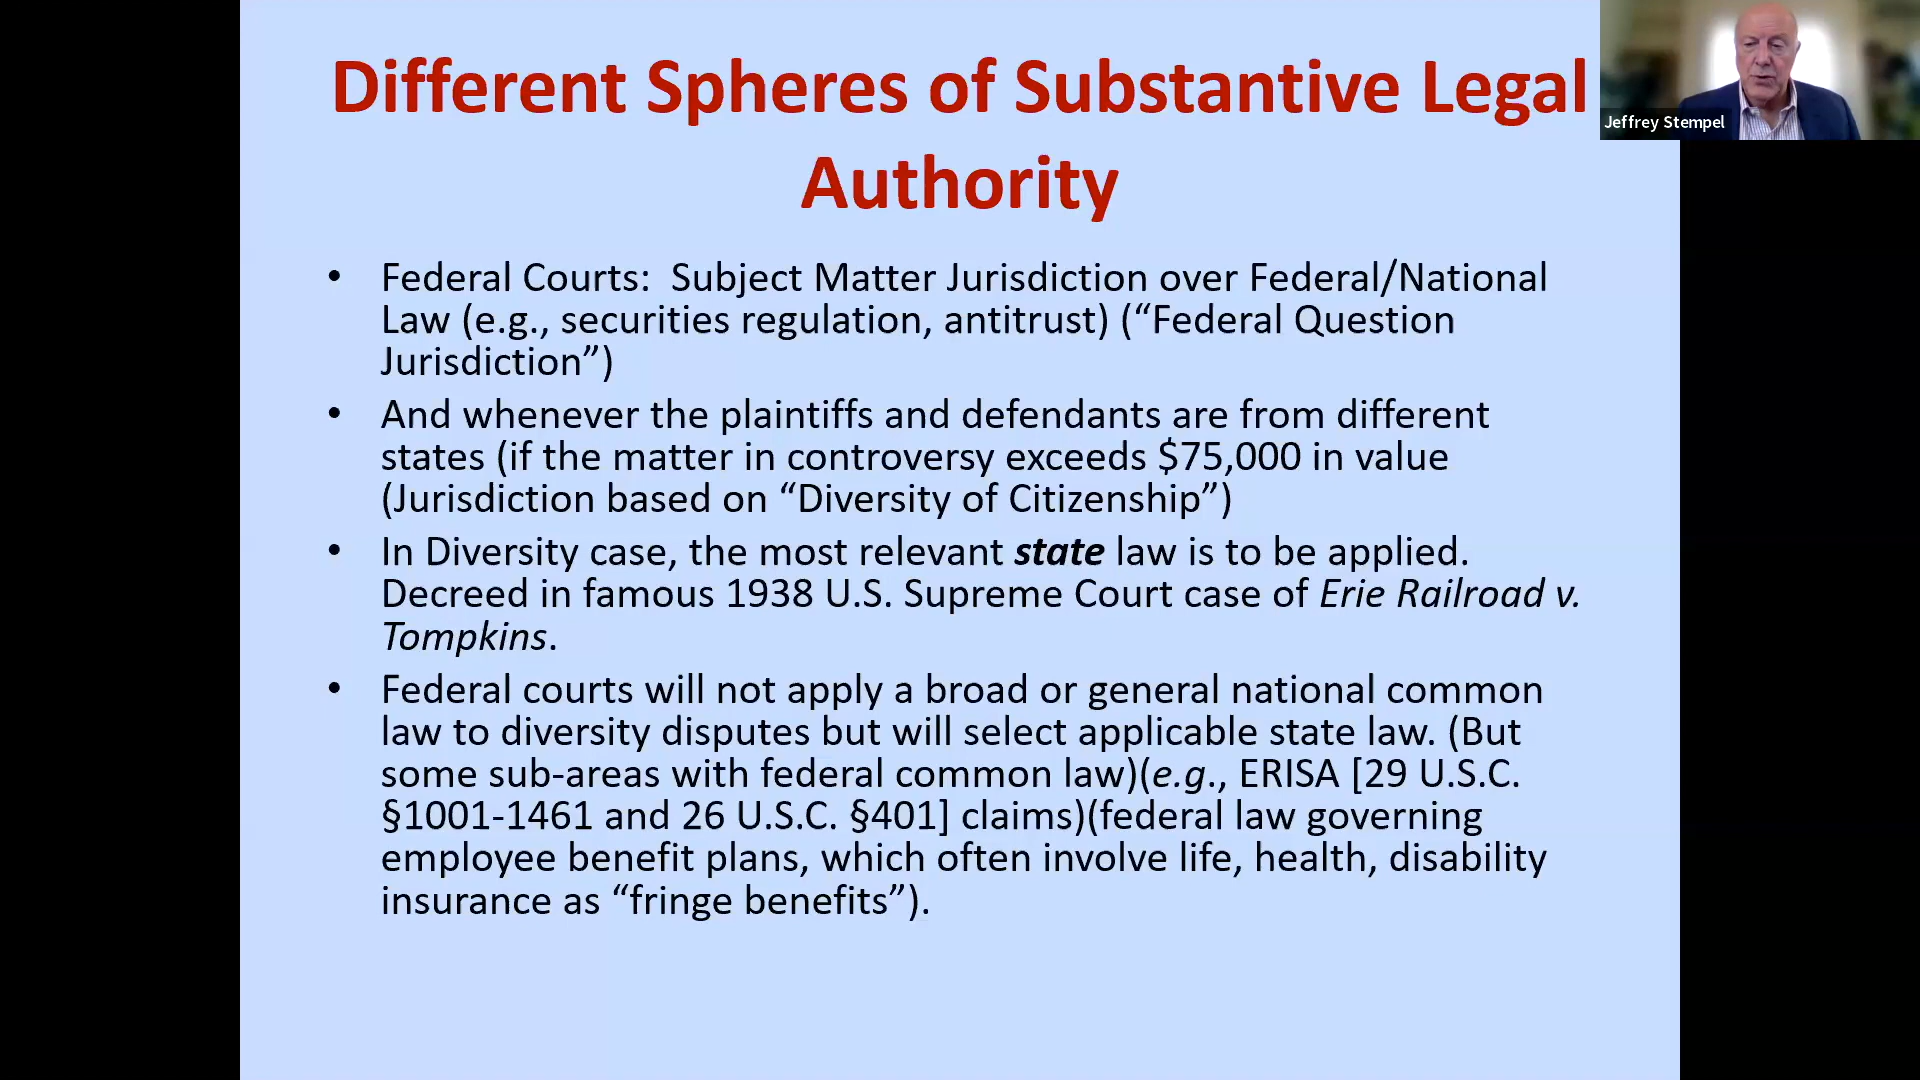 Different Spheres of Substantive Legal
Authority
Jeffrey Stempel
• Federal Courts:  Subject Matter Jurisdiction over Federal/National
Law (e.g., securities regulation, antitrust) (“Federal Question
Jurisdiction”)
• And whenever the plaintiffs and defendants are from different
states (if the matter in controversy exceeds $75,000 in value
(Jurisdiction based on “Diversity of Citizenship”)
• In Diversity case, the most relevant state law is to be applied.
Decreed in famous 1938 U.S. Supreme Court case of Erie Railroad v.
Tompkins.
• Federal courts will not apply a broad or general national common
law to diversity disputes but will select applicable state law. (But
some sub-areas with federal common law)(e.g., ERISA [29 U.S.C.
§1001-1461 and 26 U.S.C. §401] claims)(federal law governing
employee benefit plans, which often involve life, health, disability
insurance as “fringe benefits”).